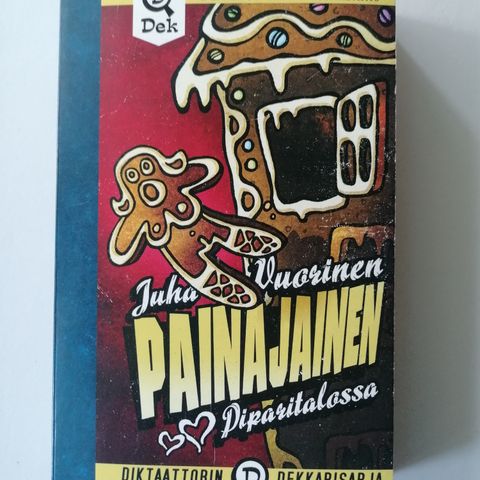 Dek
Juha Vuorinen
PAINAJAINEN
Piparitalossa
DIKTAATTORIN D DEKKARISARJA